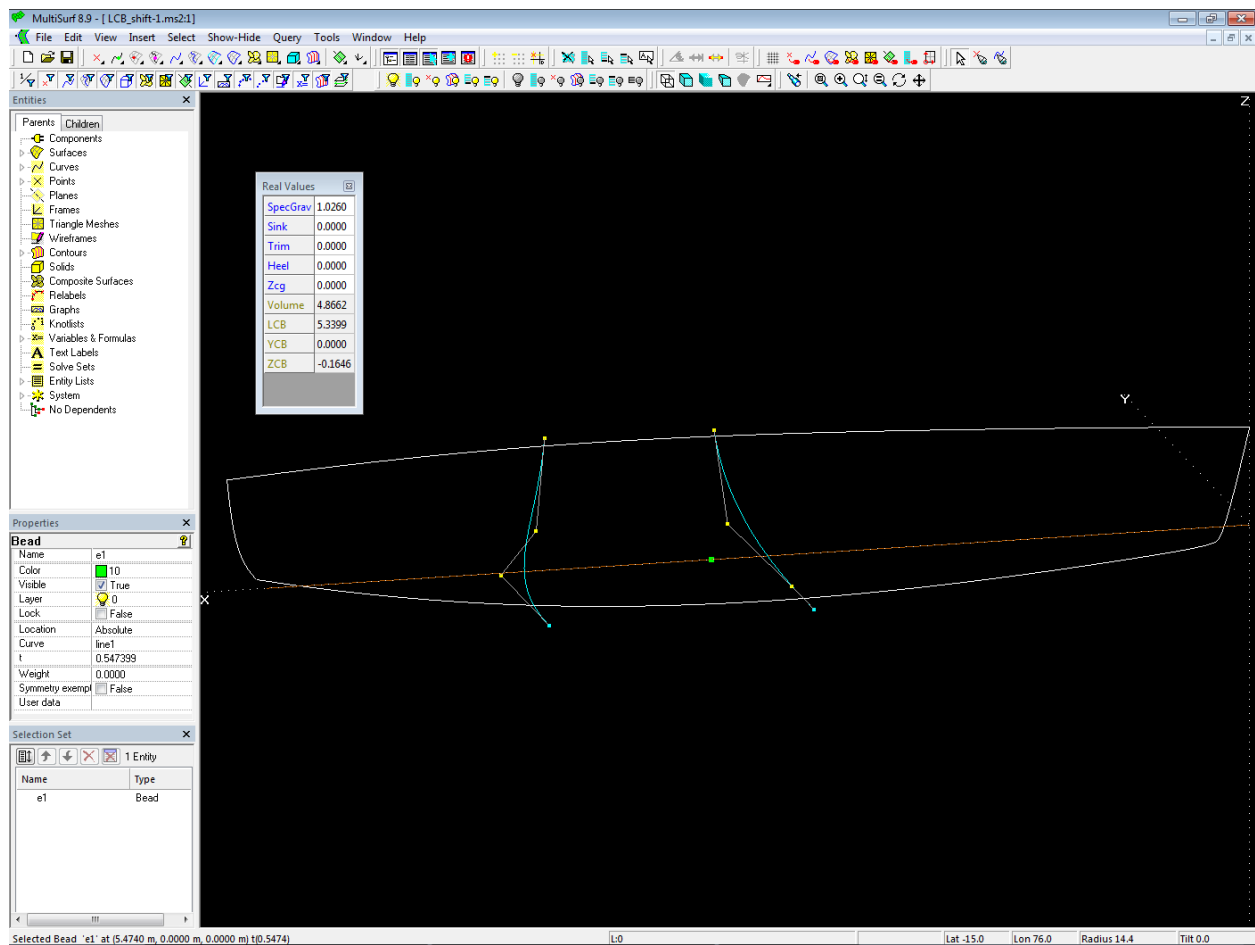 MultiSurf 8.9 - [ LCB_shift-1.ms2:1]
File Edit View Insert Select Show-Hide Query Tools Window Help
Entities
Parents Children
Components
Surfaces
Curves
Points
Planes
Frames
Triangle Meshes
Wireframes
Contours
Solids
Composite Surfaces
Relabels
Graphs
Knotlists
Variables & Formulas
Text Labels
Solve Sets
Entity Lists
System
No Dependents
Real Values
SpecGrav 1.0260
Sink 0.0000
Trim 0.0000
Heel 0.0000
Zcg 0.0000
Volume 4.8662
LCB 5.3399
YCB 0.0000
ZCB -0.1646
Z
Y
X
Properties
Bead
Name e1
Color 10
Visible True
Layer 0
Lock False
Location Absolute
Curve line1
t 0.547399
Weight 0.0000
Symmetry exempt False
User data
Selection Set
1 Entity
Name Type
e1 Bead
Selected Bead 'e1' at (5.4740 m, 0.0000 m, 0.0000 m) t(0.5474) L:0 Lat -15.0 Lon 76.0 Radius 14.4 Tilt 0.0